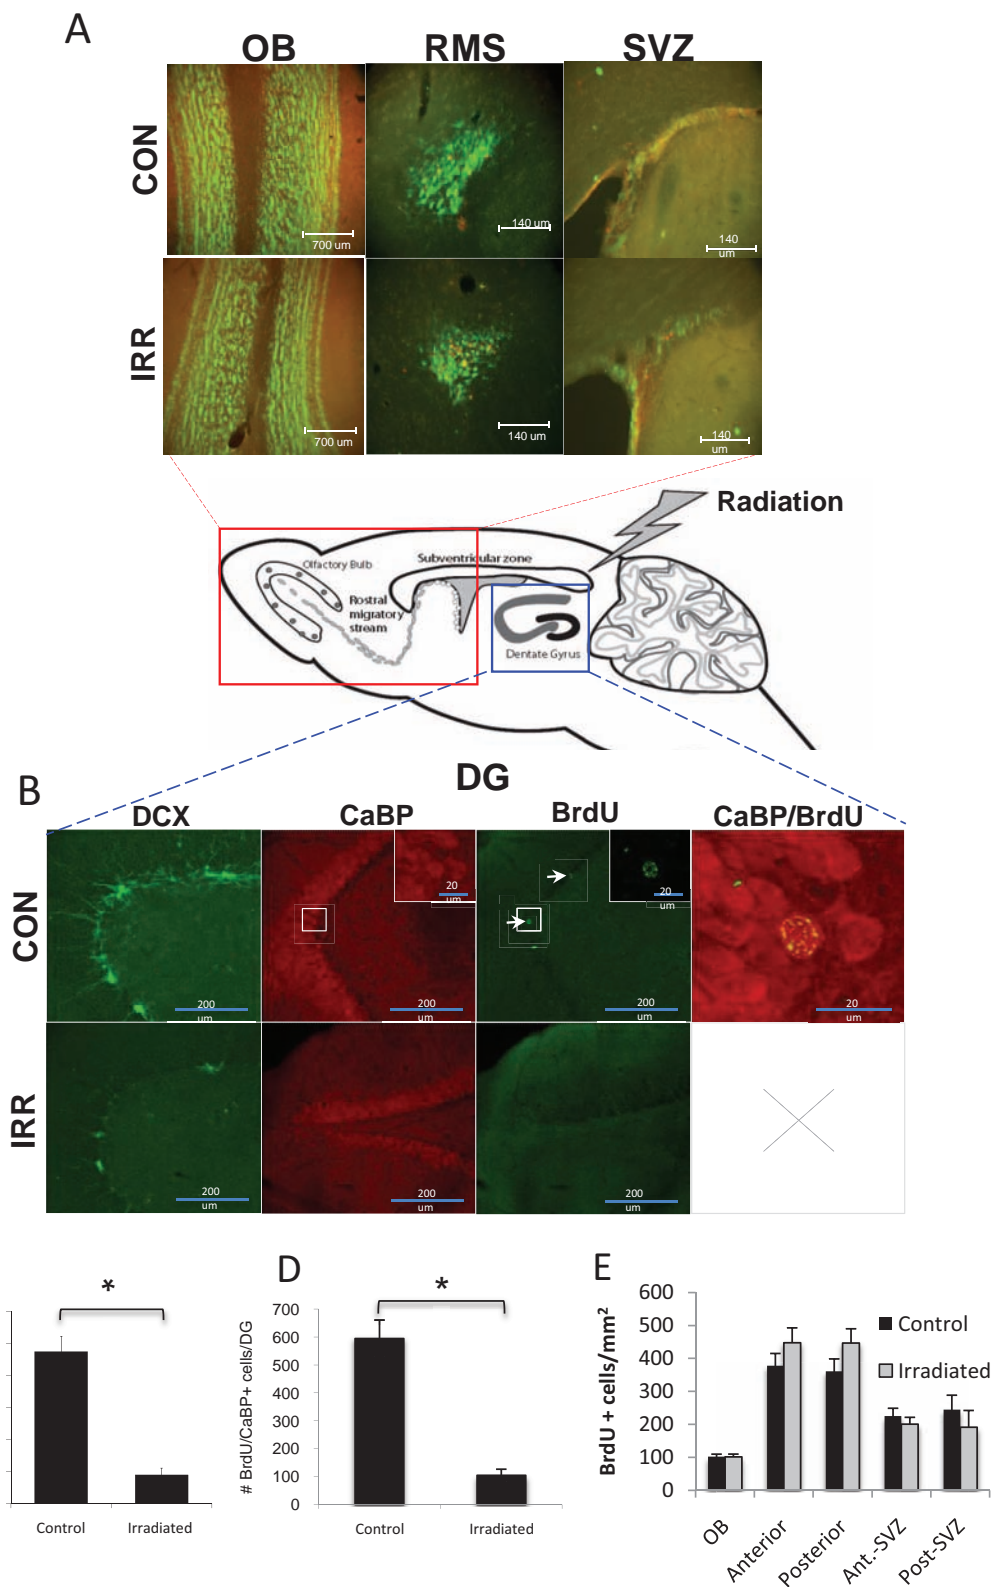 A
OB RMS SVZ
CON
700 um
140 um
140
um
IRR
700 um
140 um
140
um
Radiation
Subventricular zone
Olfactory Bulb
Rostral
migratory
stream
Dentate Gyrus
B
DG
DCX CaBP BrdU CaBP/BrdU
CON
20
um
20
um
200
um
200
um
200
um
20
um
IRR
200
um
200
um
200
um
*
Control Irradiated
D
*
# BrdU/CaBP+ cells/DG
700
600
500
400
300
200
100
0
Control Irradiated
E
BrdU + cells/mm²
600
500
400
300
200
100
0
Control
Irradiated
OB Anterior Posterior Ant.-SVZ Post-SVZ